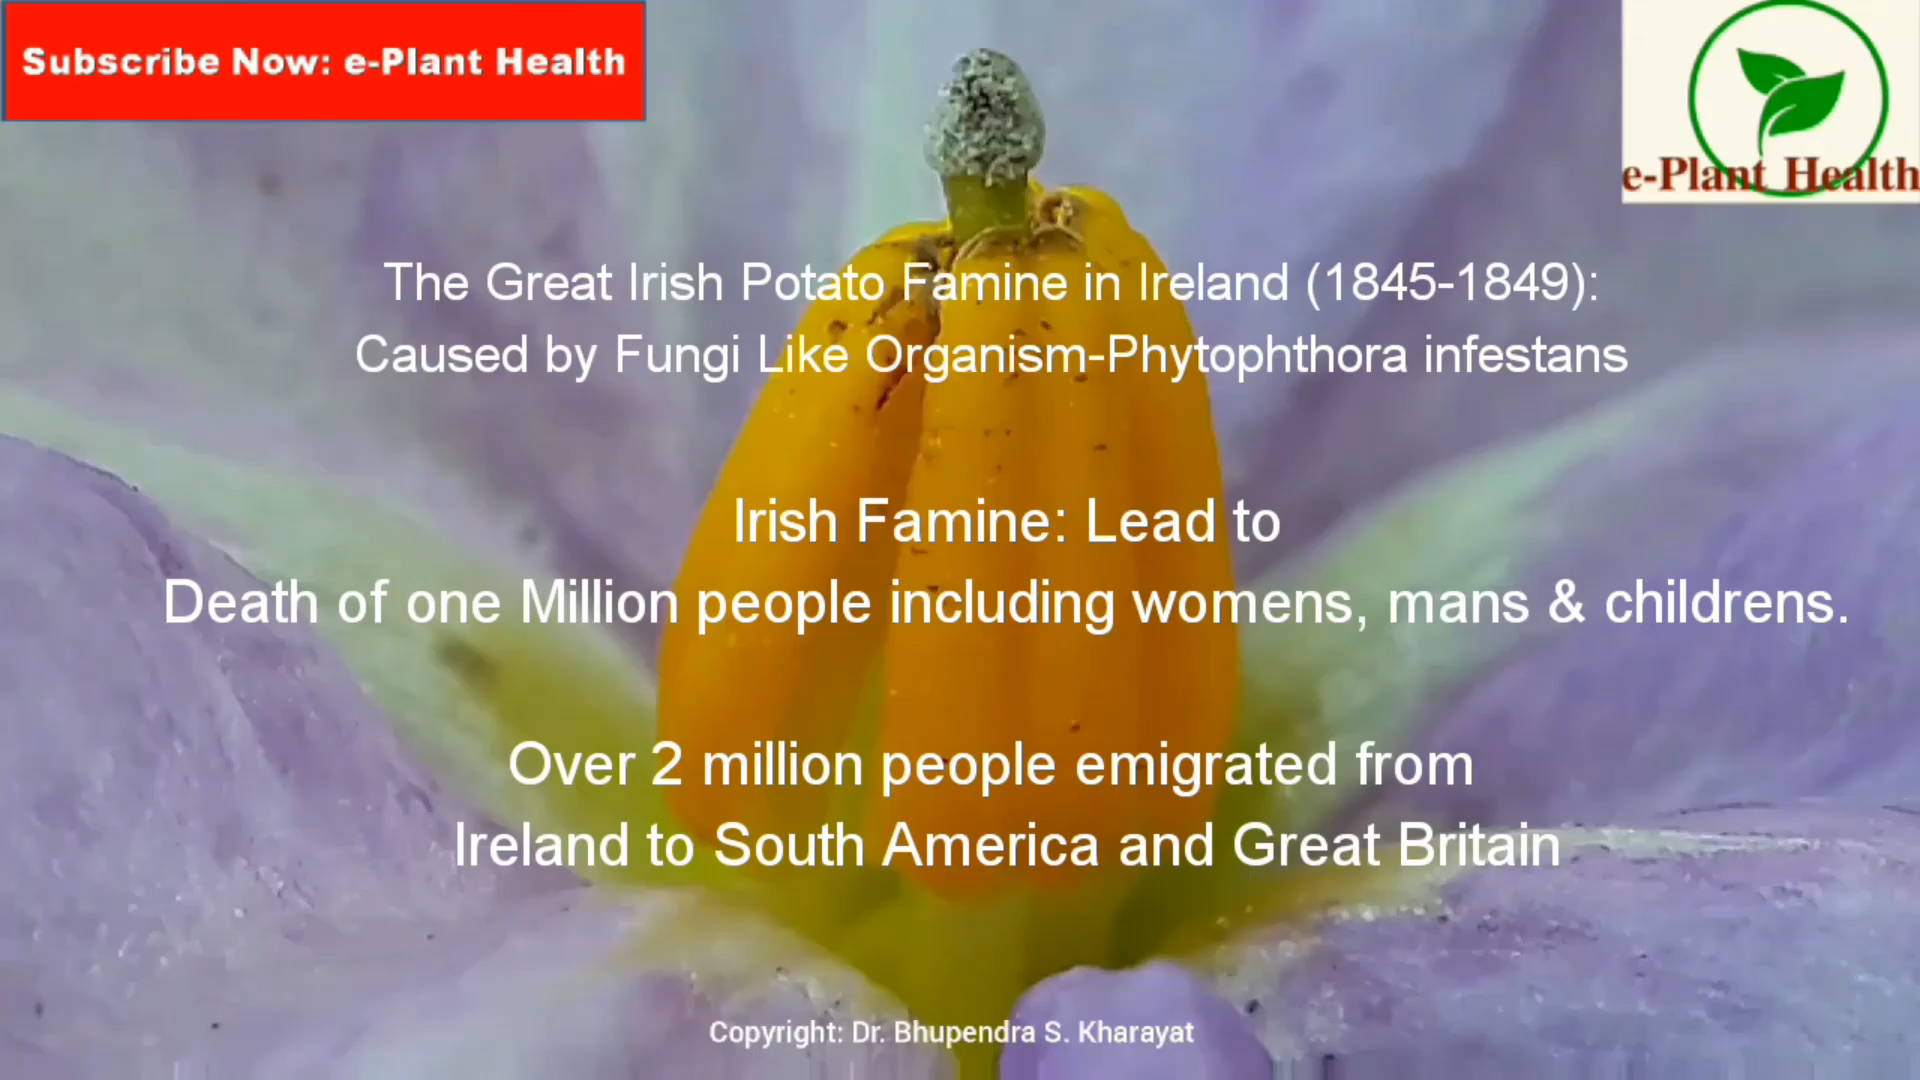 Subscribe Now: e-Plant Health
e-Plant Health
The Great Irish Potato Famine in Ireland (1845-1849):
Caused by Fungi Like Organism-Phytophthora infestans
Irish Famine: Lead to
Death of one Million people including womens, mans & childrens.
Over 2 million people emigrated from
Ireland to South America and Great Britain
Copyright: Dr. Bhupendra S. Kharayat